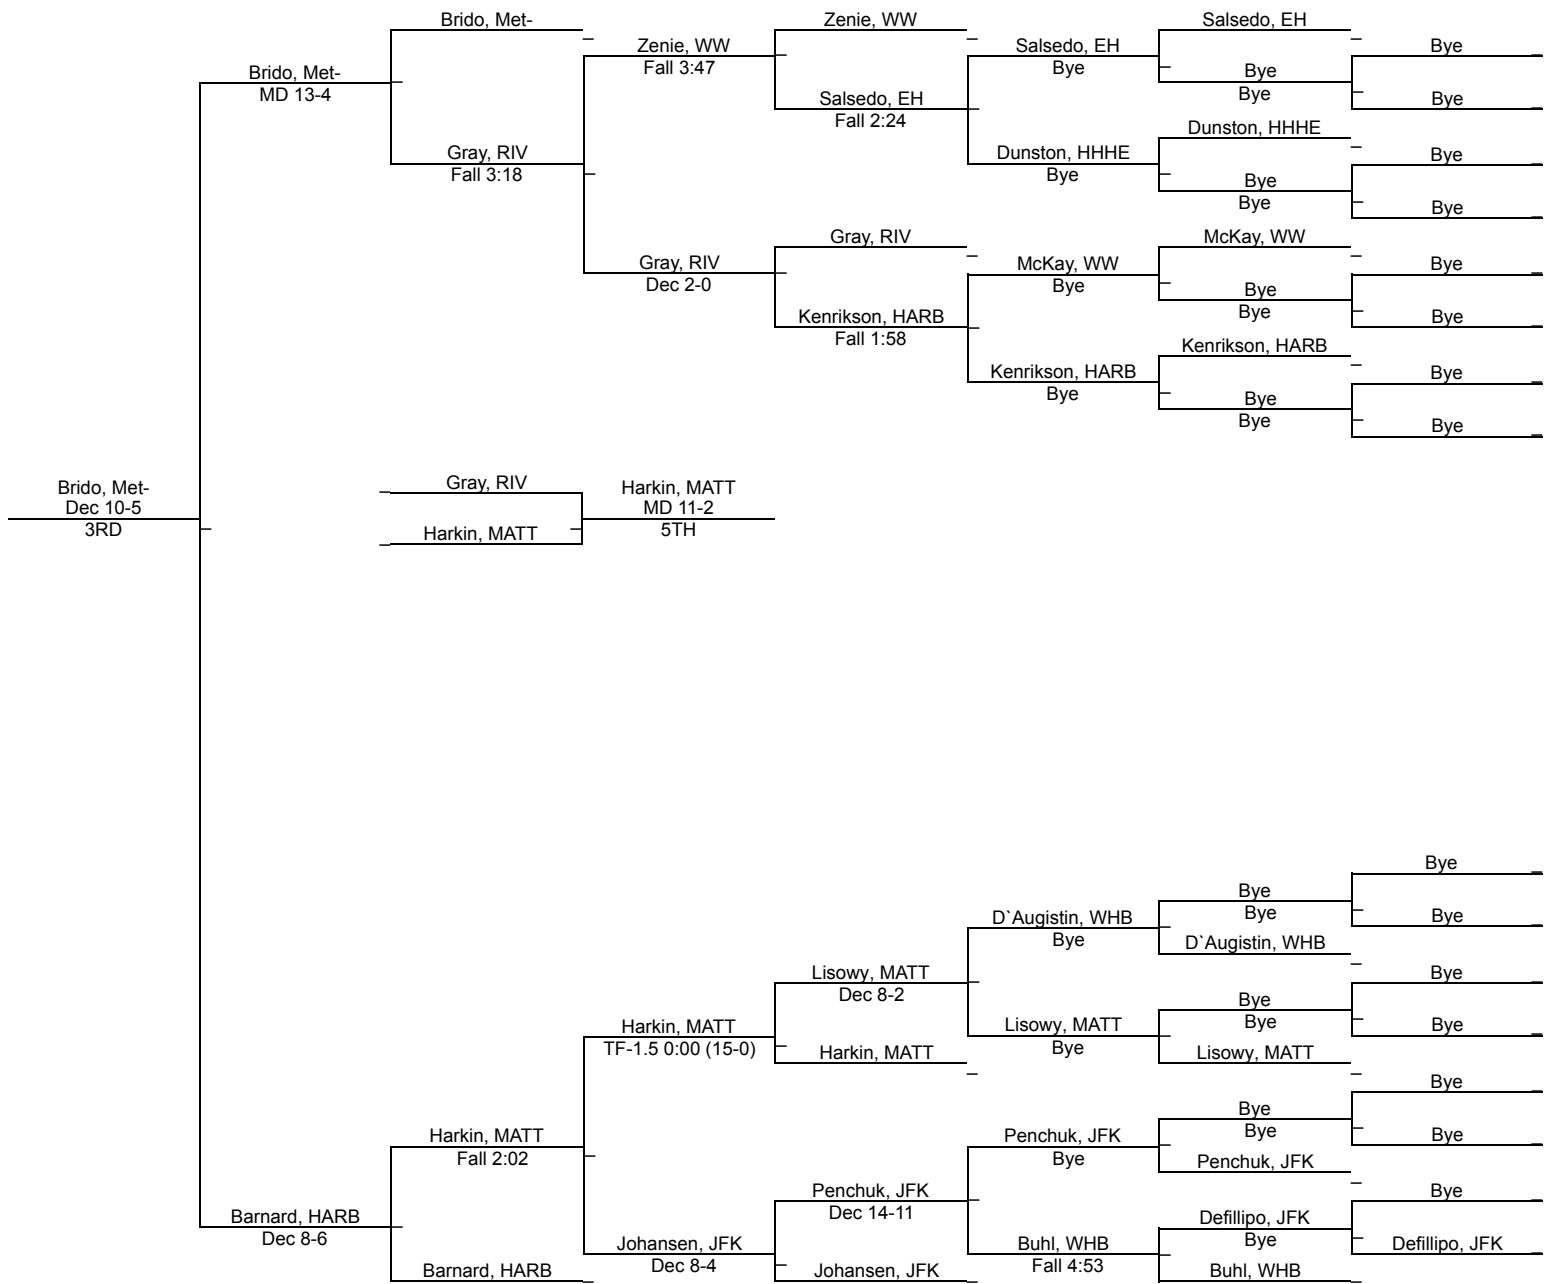 Brido, Met-
Zenie, WW
Salsedo, EH
Zenie, WW
Fall 3:47
Salsedo, EH
Bye
Bye
Brido, Met-
MD 13-4
Bye
Bye
Salsedo, EH
Fall 2:24
Bye
Dunston, HHHE
Gray, RIV
Fall 3:18
Dunston, HHHE
Bye
Bye
Bye
Bye
Bye
Gray, RIV
McKay, WW
Gray, RIV
Dec 2-0
McKay, WW
Bye
Bye
Bye
Bye
Kenrikson, HARB
Fall 1:58
Bye
Kenrikson, HARB
Kenrikson, HARB
Bye
Bye
Bye
Bye
Bye
Brido, Met-
Dec 10-5
3RD
Gray, RIV
Harkin, MATT
Harkin, MATT
MD 11-2
5TH
Bye
Bye
Bye
D`Augistin, WHB
Bye
Bye
D`Augistin, WHB
Lisowy, MATT
Dec 8-2
Bye
Bye
Bye
Harkin, MATT
TF-1.5 0:00 (15-0)
Lisowy, MATT
Bye
Bye
Harkin, MATT
Lisowy, MATT
Bye
Bye
Bye
Harkin, MATT
Fall 2:02
Penchuk, JFK
Bye
Bye
Penchuk, JFK
Penchuk, JFK
Dec 14-11
Bye
Barnard, HARB
Dec 8-6
Defillipo, JFK
Bye
Johansen, JFK
Dec 8-4
Buhl, WHB
Fall 4:53
Defillipo, JFK
Barnard, HARB
Johansen, JFK
Buhl, WHB